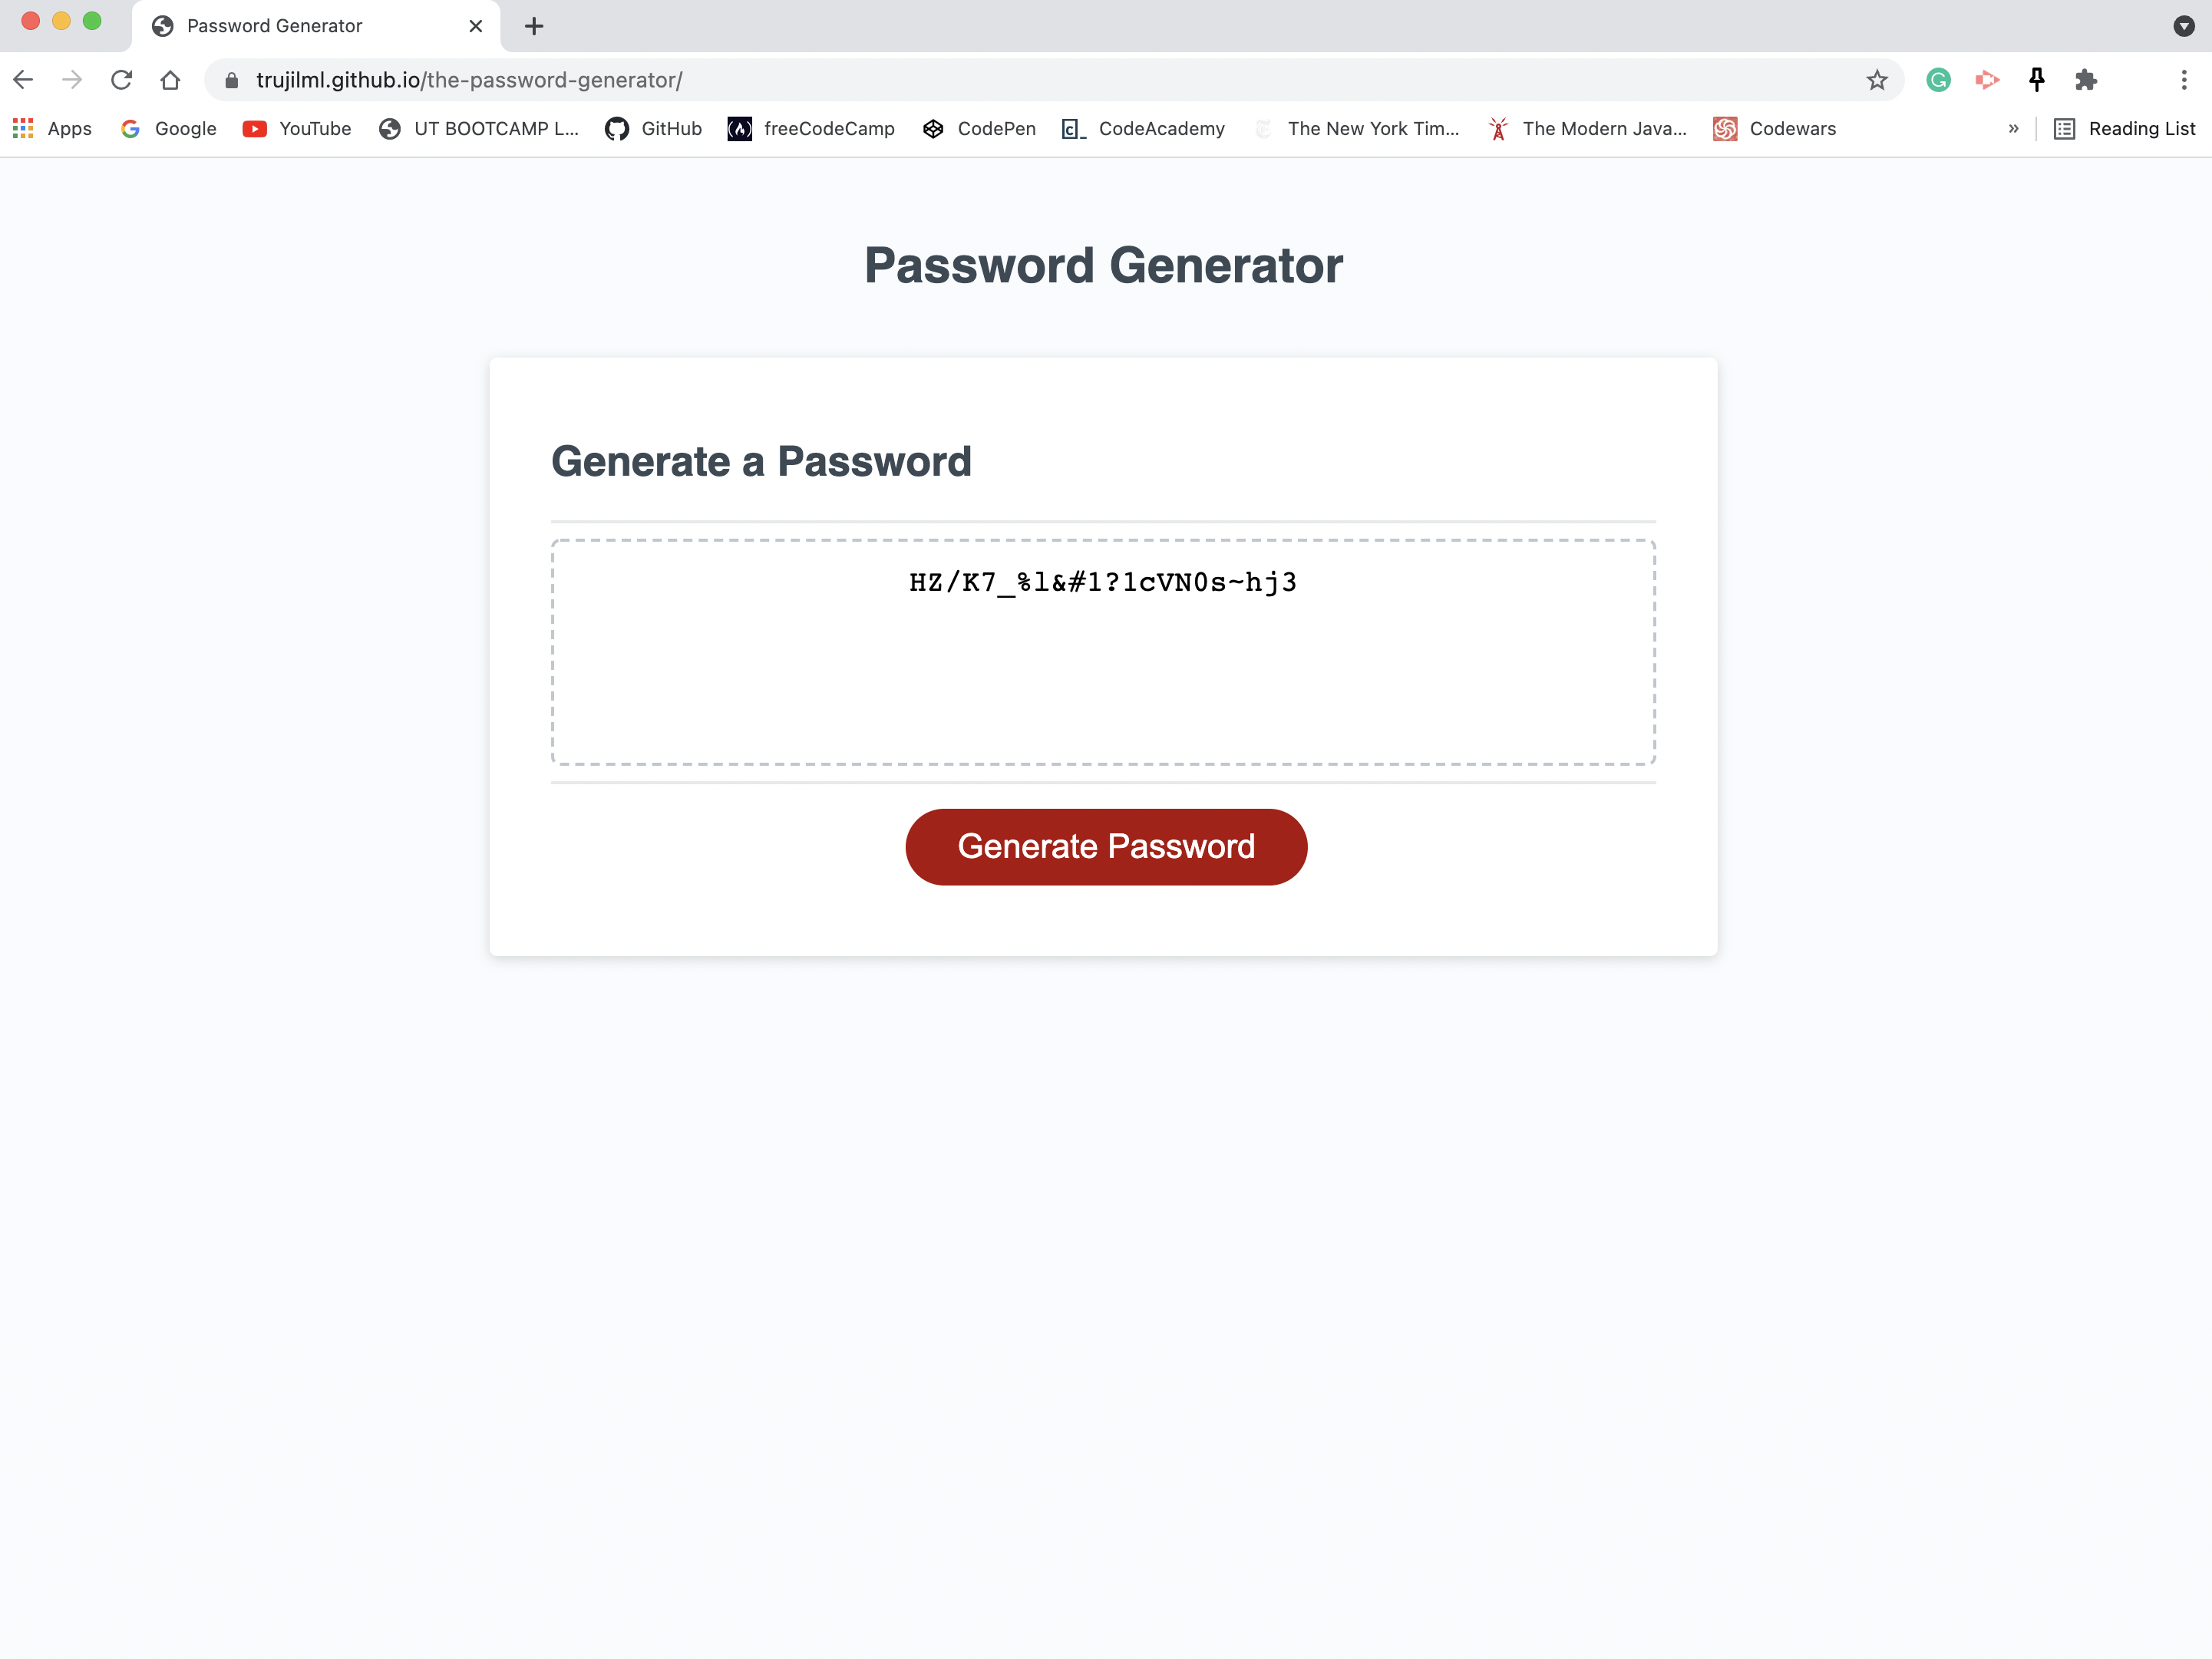 Password Generator
trujilml.github.io/the-password-generator/
Apps Google YouTube UT BOOTCAMP L... GitHub freeCodeCamp CodePen CodeAcademy The New York Tim... The Modern Java... Codewars » Reading List
Password Generator
Generate a Password
HZ/K7_%l&#1?1cVN0s~hj3
Generate Password